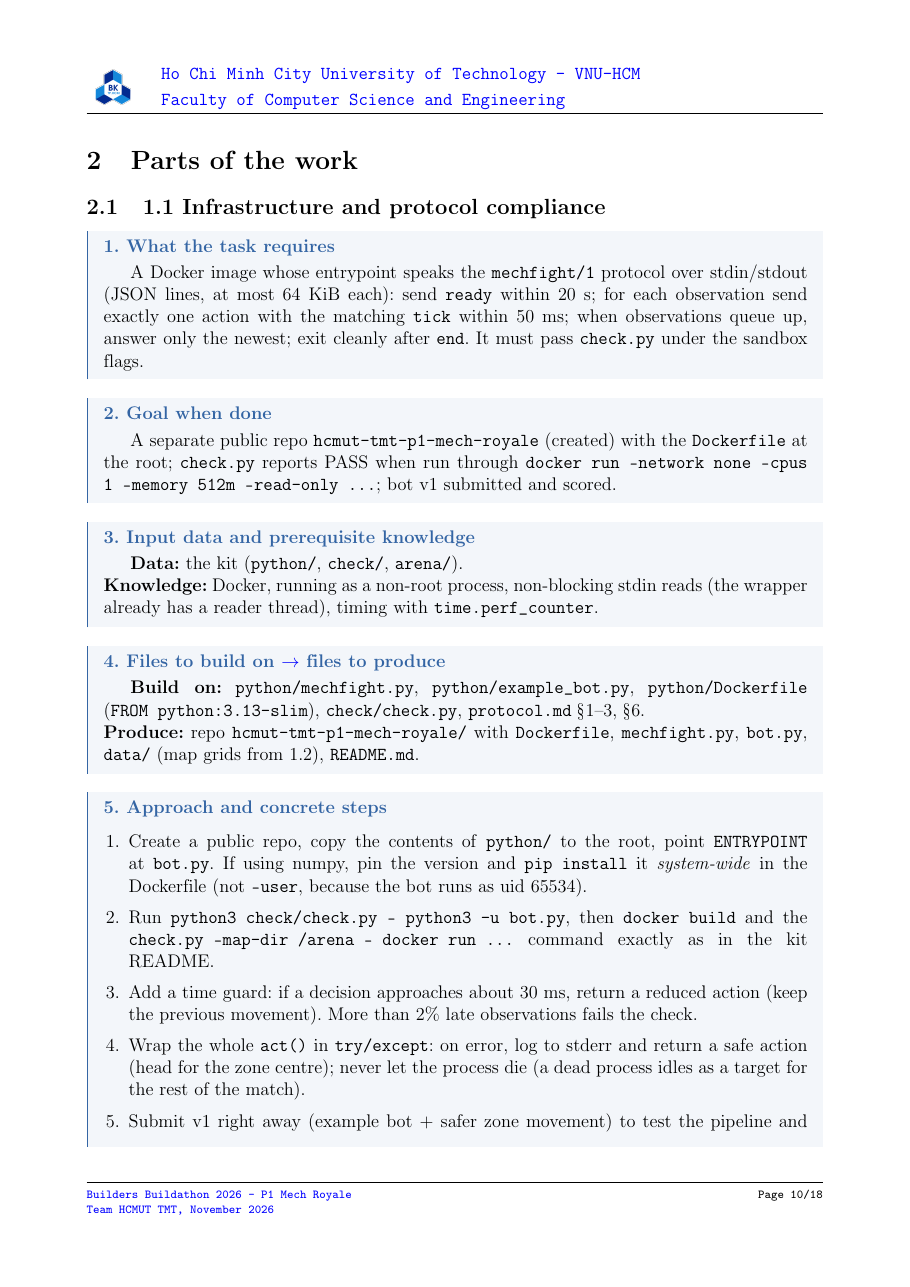 BK
Ho Chi Minh City University of Technology - VNU-HCM
Faculty of Computer Science and Engineering
2 Parts of the work
2.1 1.1 Infrastructure and protocol compliance
1. What the task requires
A Docker image whose entrypoint speaks the mechfight/1 protocol over stdin/stdout
(JSON lines, at most 64 KiB each): send ready within 20 s; for each observation send
exactly one action with the matching tick within 50 ms; when observations queue up,
answer only the newest; exit cleanly after end. It must pass check.py under the sandbox
flags.
2. Goal when done
A separate public repo hcmut-tmt-p1-mech-royale (created) with the Dockerfile at
the root; check.py reports PASS when run through docker run -network none -cpus
1 -memory 512m -read-only ...; bot v1 submitted and scored.
3. Input data and prerequisite knowledge
Data: the kit (python/, check/, arena/).
Knowledge: Docker, running as a non-root process, non-blocking stdin reads (the wrapper
already has a reader thread), timing with time.perf_counter.
4. Files to build on → files to produce
Build on: python/mechfight.py, python/example_bot.py, python/Dockerfile
(FROM python:3.13-slim), check/check.py, protocol.md §1–3, §6.
Produce: repo hcmut-tmt-p1-mech-royale/ with Dockerfile, mechfight.py, bot.py,
data/ (map grids from 1.2), README.md.
5. Approach and concrete steps
1. Create a public repo, copy the contents of python/ to the root, point ENTRYPOINT
at bot.py. If using numpy, pin the version and pip install it system-wide in the
Dockerfile (not -user, because the bot runs as uid 65534).
2. Run python3 check/check.py - python3 -u bot.py, then docker build and the
check.py -map-dir /arena - docker run ... command exactly as in the kit
README.
3. Add a time guard: if a decision approaches about 30 ms, return a reduced action (keep
the previous movement). More than 2% late observations fails the check.
4. Wrap the whole act() in try/except: on error, log to stderr and return a safe action
(head for the zone centre); never let the process die (a dead process idles as a target for
the rest of the match).
5. Submit v1 right away (example bot + safer zone movement) to test the pipeline and
Builders Buildathon 2026 - P1 Mech Royale
Team HCMUT TMT, November 2026
Page 10/18